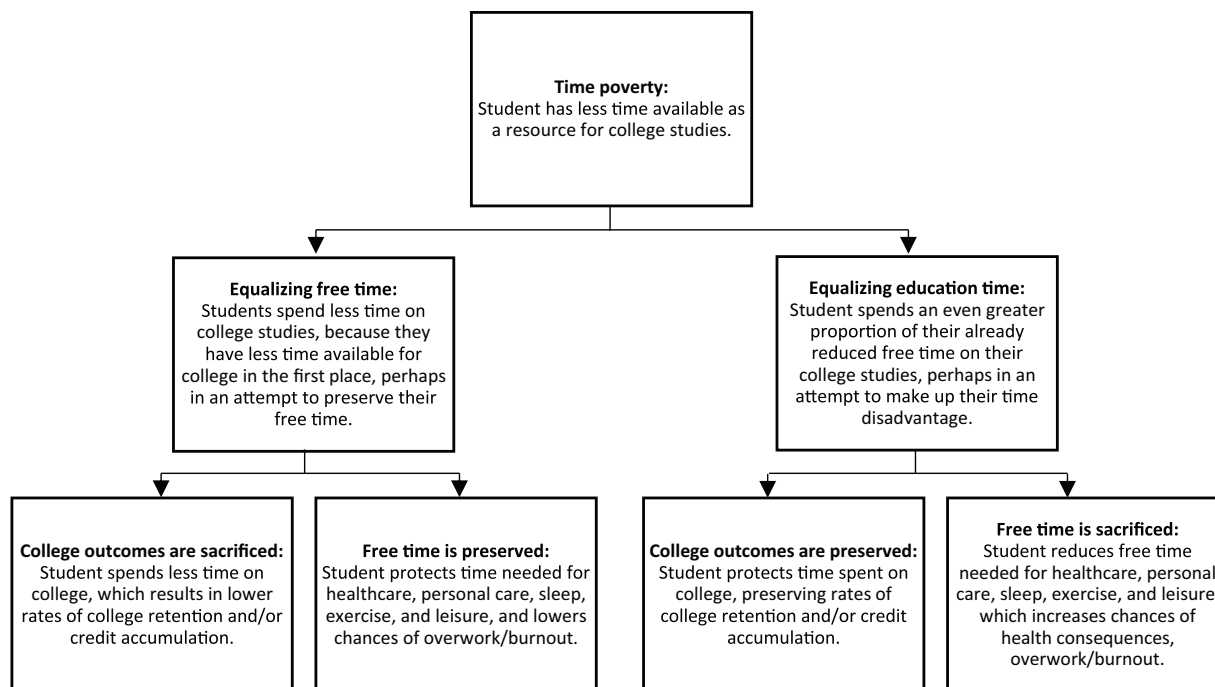 Time poverty:
Student has less time available as
a resource for college studies.
Equalizing free time:
Students spend less time on
college studies, because they
have less time available for
college in the first place, perhaps
in an attempt to preserve their
free time.
Equalizing education time:
Student spends an even greater
proportion of their already
reduced free time on their
college studies, perhaps in an
attempt to make up their time
disadvantage.
College outcomes are sacrificed:
Student spends less time on
college, which results in lower
rates of college retention and/or
credit accumulation.
Free time is preserved:
Student protects time needed for
healthcare, personal care, sleep,
exercise, and leisure, and lowers
chances of overwork/burnout.
College outcomes are preserved:
Student protects time spent on
college, preserving rates of
college retention and/or credit
accumulation.
Free time is sacrificed:
Student reduces free time
needed for healthcare, personal
care, sleep, exercise, and leisure
which increases chances of
health consequences,
overwork/burnout.